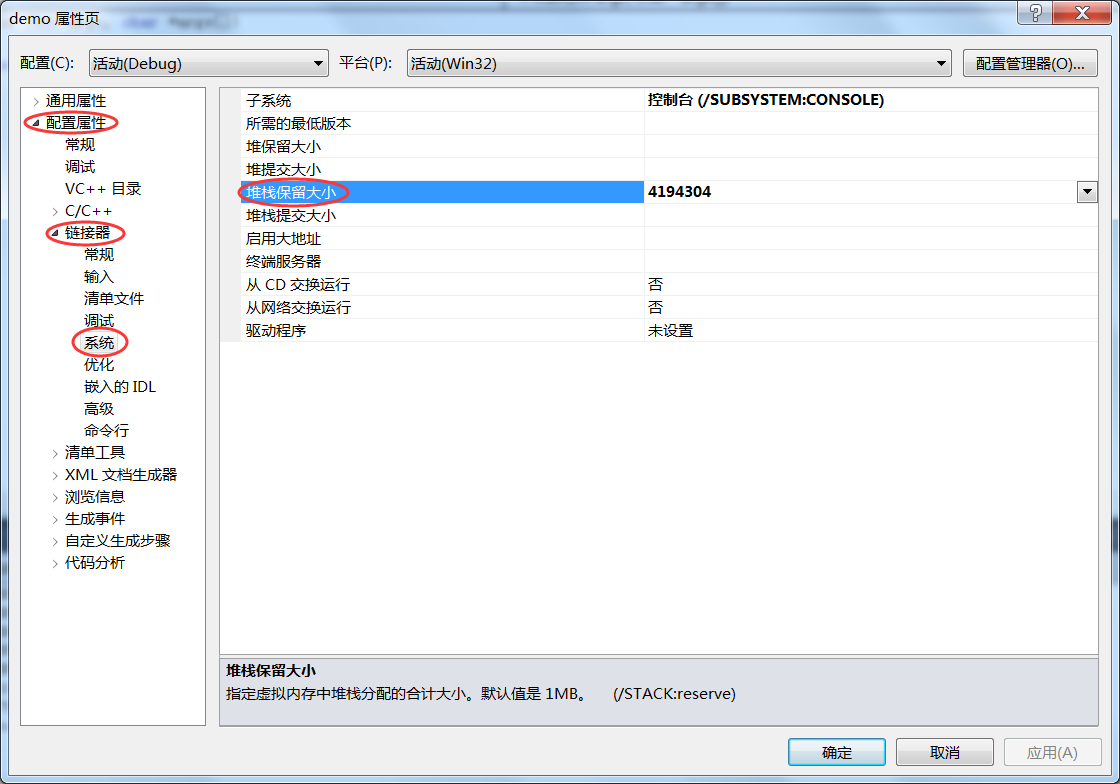 demo 属性页
配置(C): 活动(Debug) 平台(P): 活动(Win32) 配置管理器(O)...
通用属性
配置属性
常规
调试
VC++ 目录
C/C++
链接器
常规
输入
清单文件
调试
系统
优化
嵌入的 IDL
高级
命令行
清单工具
XML 文档生成器
浏览信息
生成事件
自定义生成步骤
代码分析
子系统 控制台 (/SUBSYSTEM:CONSOLE)
所需的最低版本
堆保留大小
堆提交大小
堆栈保留大小 4194304
堆栈提交大小
启用大地址
终端服务器
从 CD 交换运行 否
从网络交换运行 否
驱动程序 未设置
堆栈保留大小
指定虚拟内存中堆栈分配的合计大小。默认值是 1MB。 (/STACK:reserve)
确定 取消 应用(A)